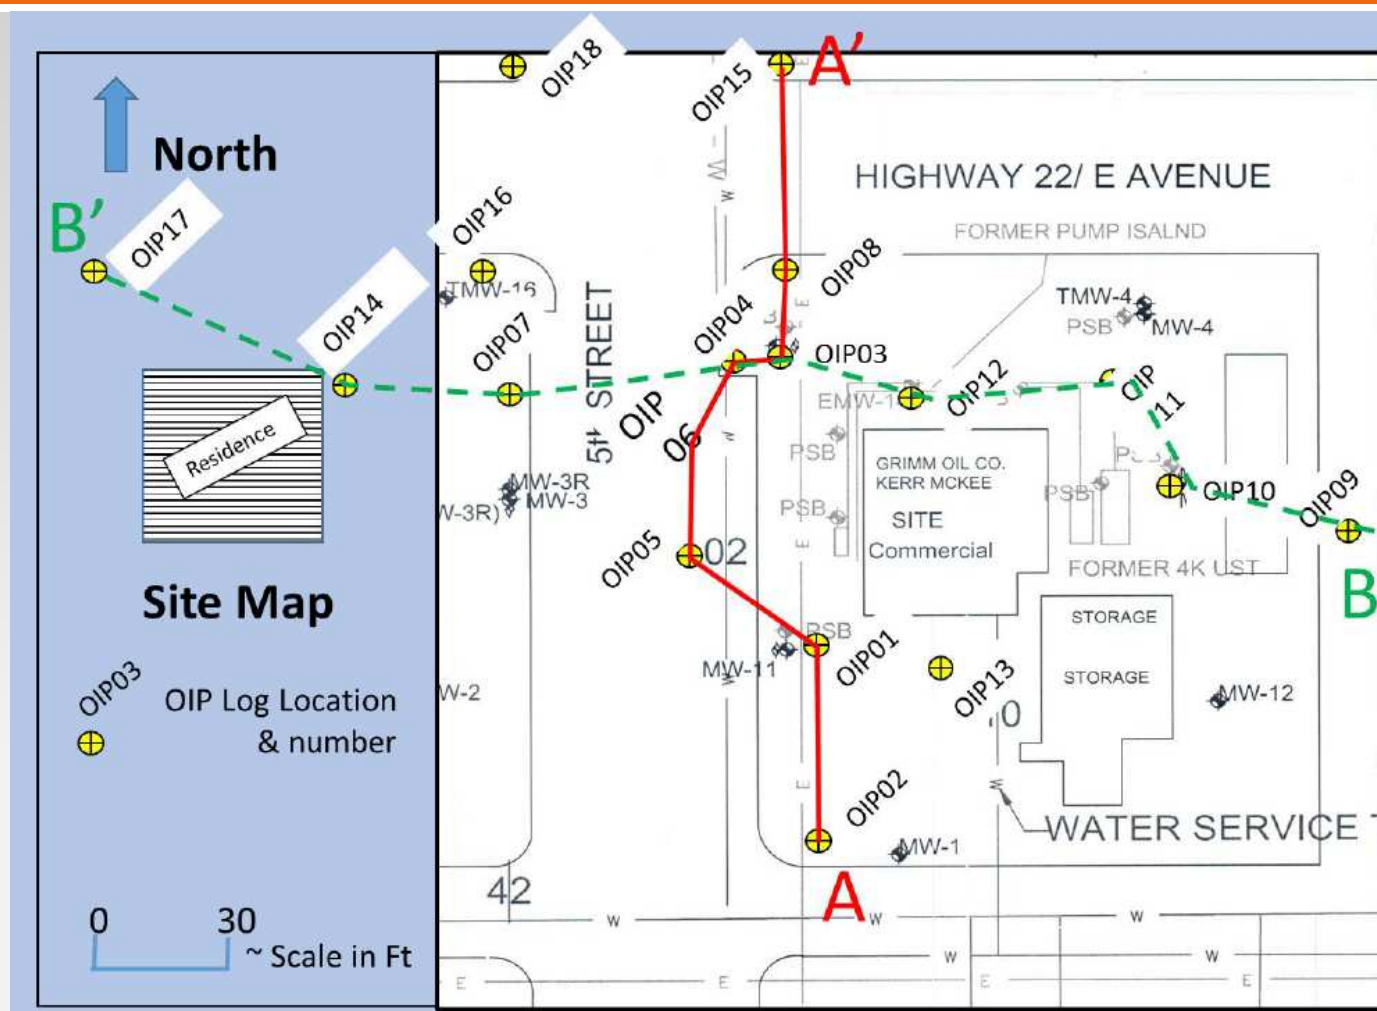 OIP18
OIP15
A'
North
HIGHWAY 22/ E AVENUE
B'
OIP17
OIP16
FORMER PUMP ISALND
OIP08
TMW-16
TMW-4
PSB
MW-4
OIP14
OIP07
OIP04
5th STREET
OIP03
OIP
06
OIP12
OIP
11
EMW-1
Residence
PSB
GRIMM OIL CO.
KERR MCKEE
MW-3R
MW-3
W-3R)
PSB
SITE
Commercial
PSB
OIP10
OIP09
OIP05
02
FORMER 4K UST
B
Site Map
PSB
STORAGE
MW-11
OIP01
OIP03
OIP Log Location
& number
W-2
OIP13
STORAGE
MW-12
0
OIP02
WATER SERVICE
MW-1
A
42
0 30
~ Scale in Ft
W
W
W
W
W
W
W
W
W
W
E
E
E
E
E
E
E
E